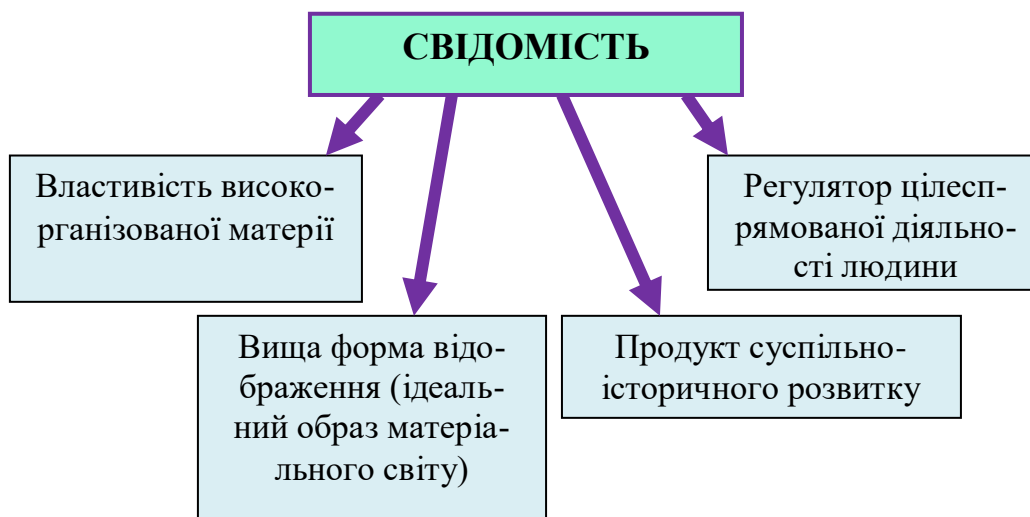 СВІДОМІСТЬ
Властивість високо-
рганізованої матерії
Регулятор цілесп-
рямованої діяльно-
сті людини
Вища форма відо-
браження (ідеаль-
ний образ матеріа-
льного світу)
Продукт суспільно-
історичного розвитку